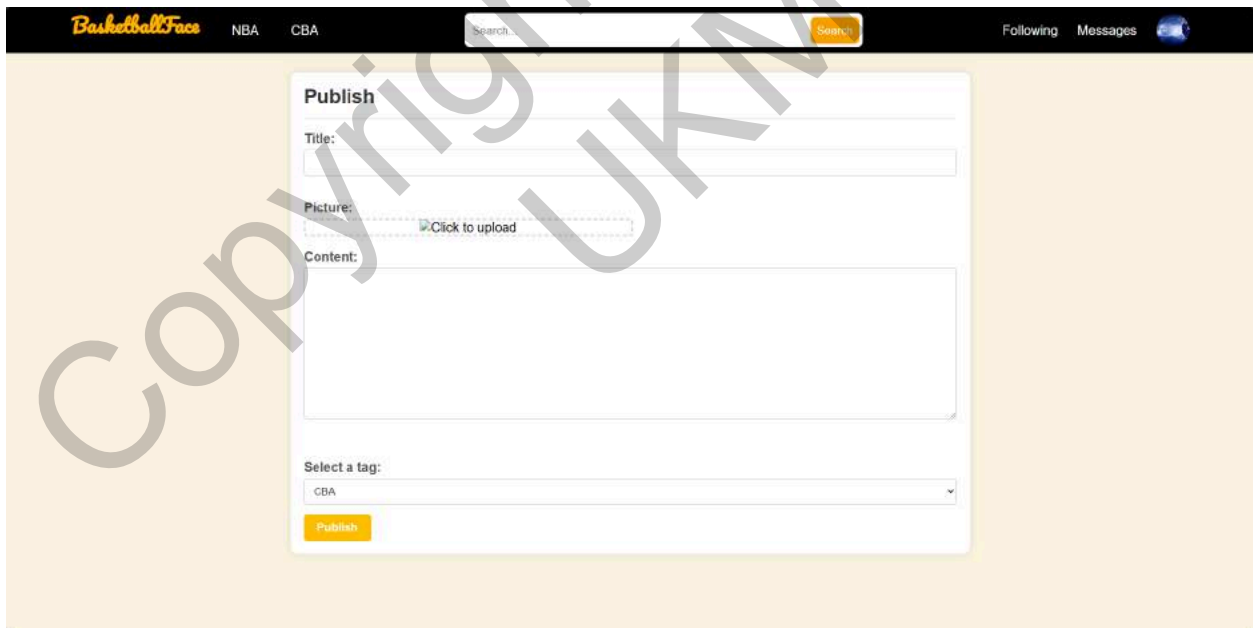 BasketballFace NBA CBA Search... Search Following Messages
Publish
Title:
Picture:
Click to upload
Content:
Select a tag:
CBA
Publish
Copyrigh
UKM